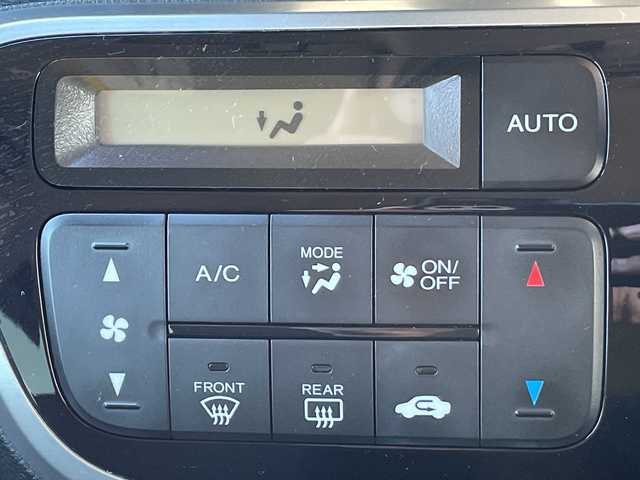 AUTO
A/C
MODE
ON/
OFF
FRONT
REAR